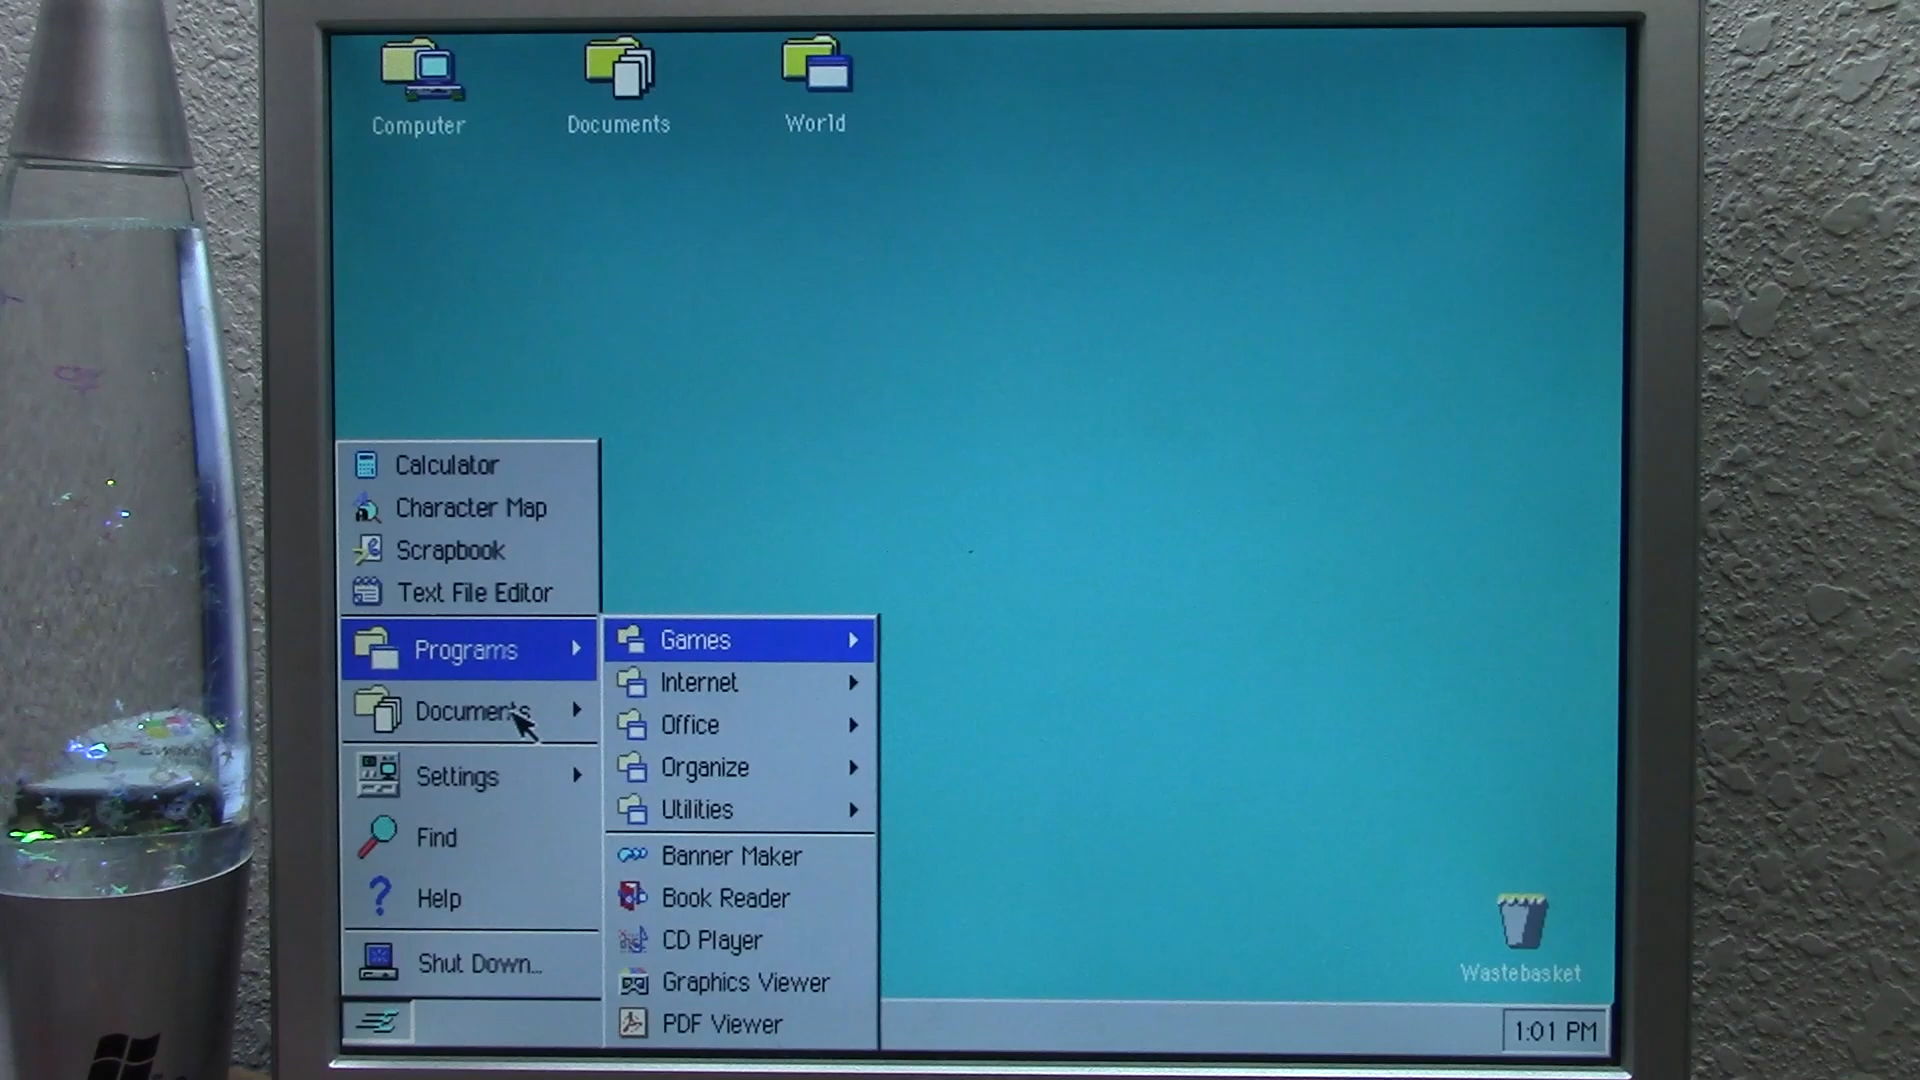 Computer
Documents
World
Calculator
Character Map
Scrapbook
Text File Editor
Programs
Documents
Settings
Find
Help
Shut Down...
Games
Internet
Office
Organize
Utilities
Banner Maker
Book Reader
CD Player
Graphics Viewer
PDF Viewer
Wastebasket
1:01 PM